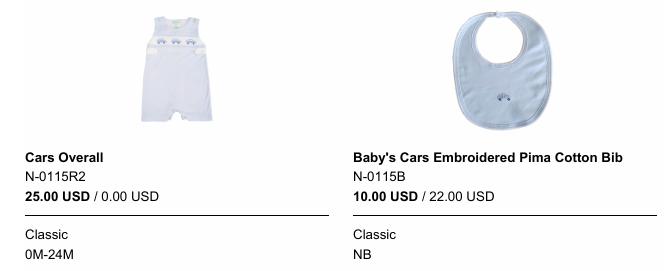 Cars Overall
N-0115R2
25.00 USD / 0.00 USD
Classic
0M-24M
Baby's Cars Embroidered Pima Cotton Bib
N-0115B
10.00 USD / 22.00 USD
Classic
NB